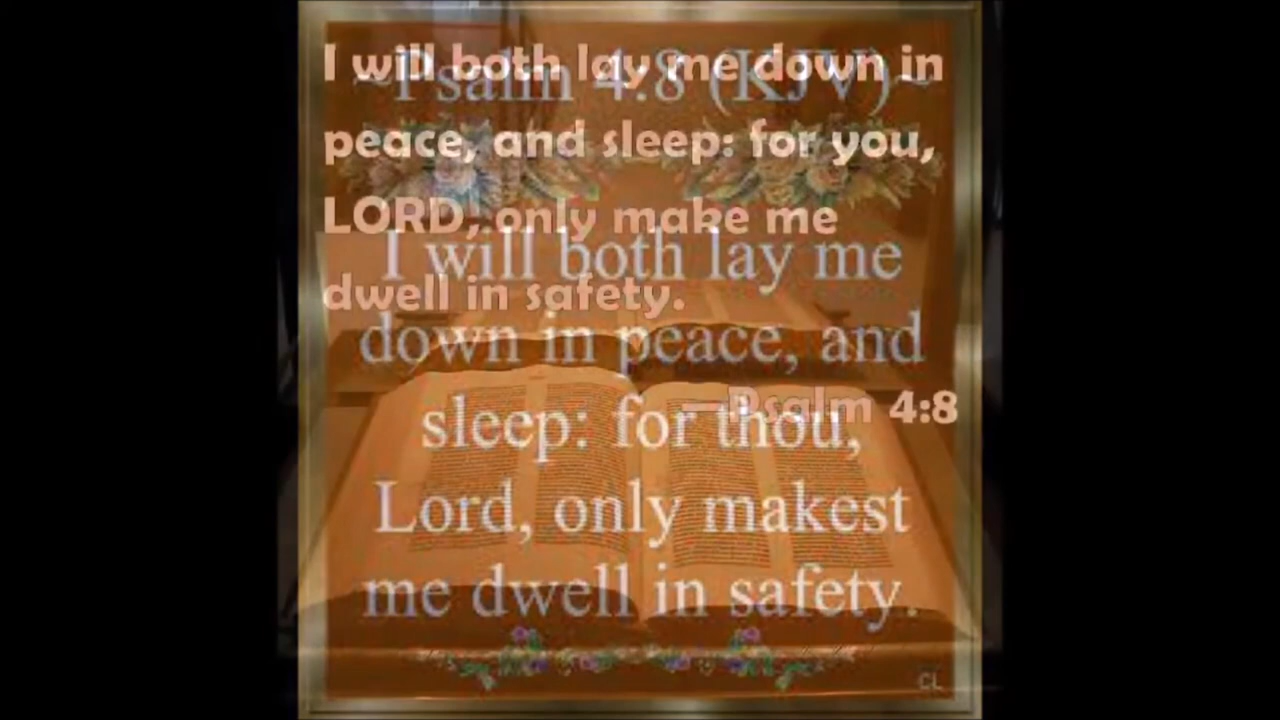 I will both lay me down in
peace, and sleep: for you,
LORD, only make me
dwell in safety.
—Psalm 4:8
~Psalm 4:8 (KJV)~
I will both lay me
down in peace, and
sleep: for thou,
Lord, only makest
me dwell in safety.
CL